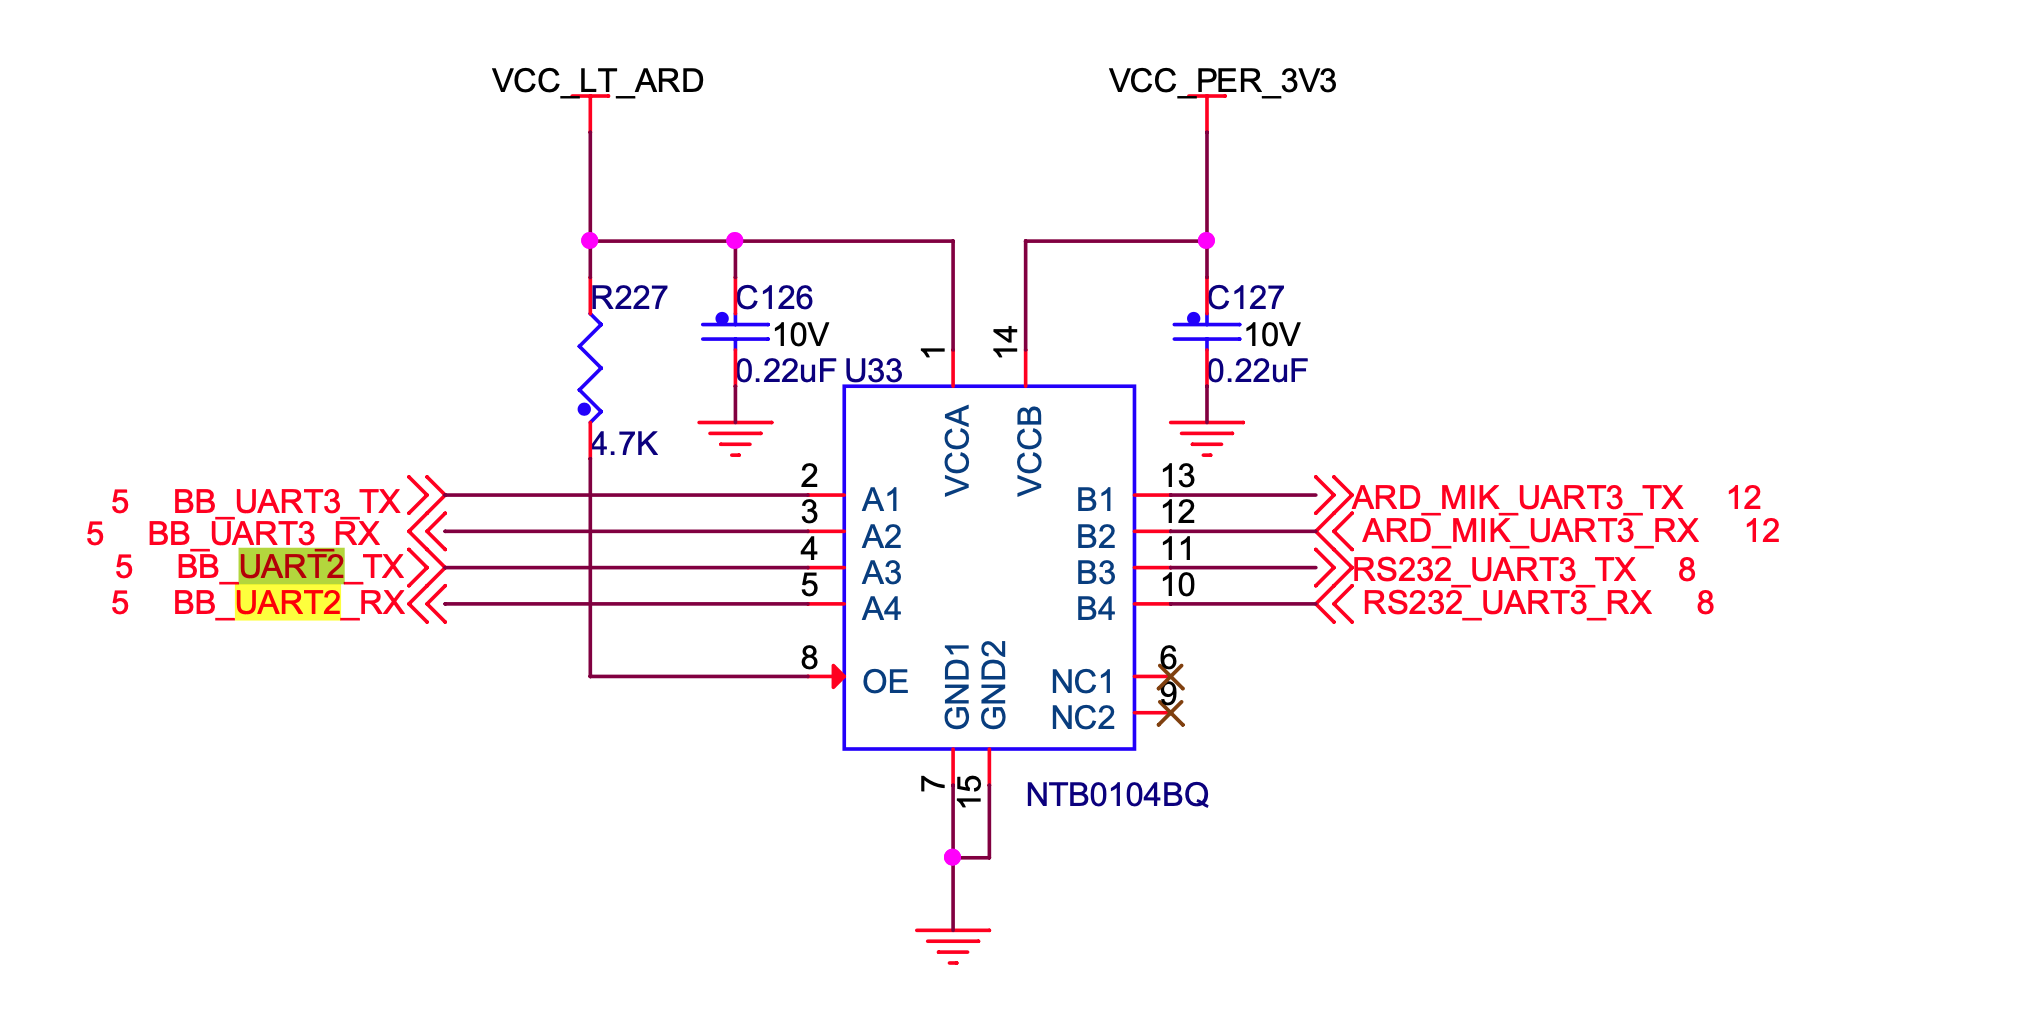 VCC_LT_ARD
VCC_PER_3V3
R227
C126
10V
0.22uF
C127
10V
0.22uF
U33
4.7K
1
14
VCCA
VCCB
5 BB_UART3_TX
2
A1
B1
13
ARD_MIK_UART3_TX 12
5 BB_UART3_RX
3
A2
B2
12
ARD_MIK_UART3_RX 12
5 BB_UART2_TX
4
A3
B3
11
RS232_UART3_TX 8
5 BB_UART2_RX
5
A4
B4
10
RS232_UART3_RX 8
8
OE
GND1
GND2
NC1
6
NC2
9
7
15
NTB0104BQ